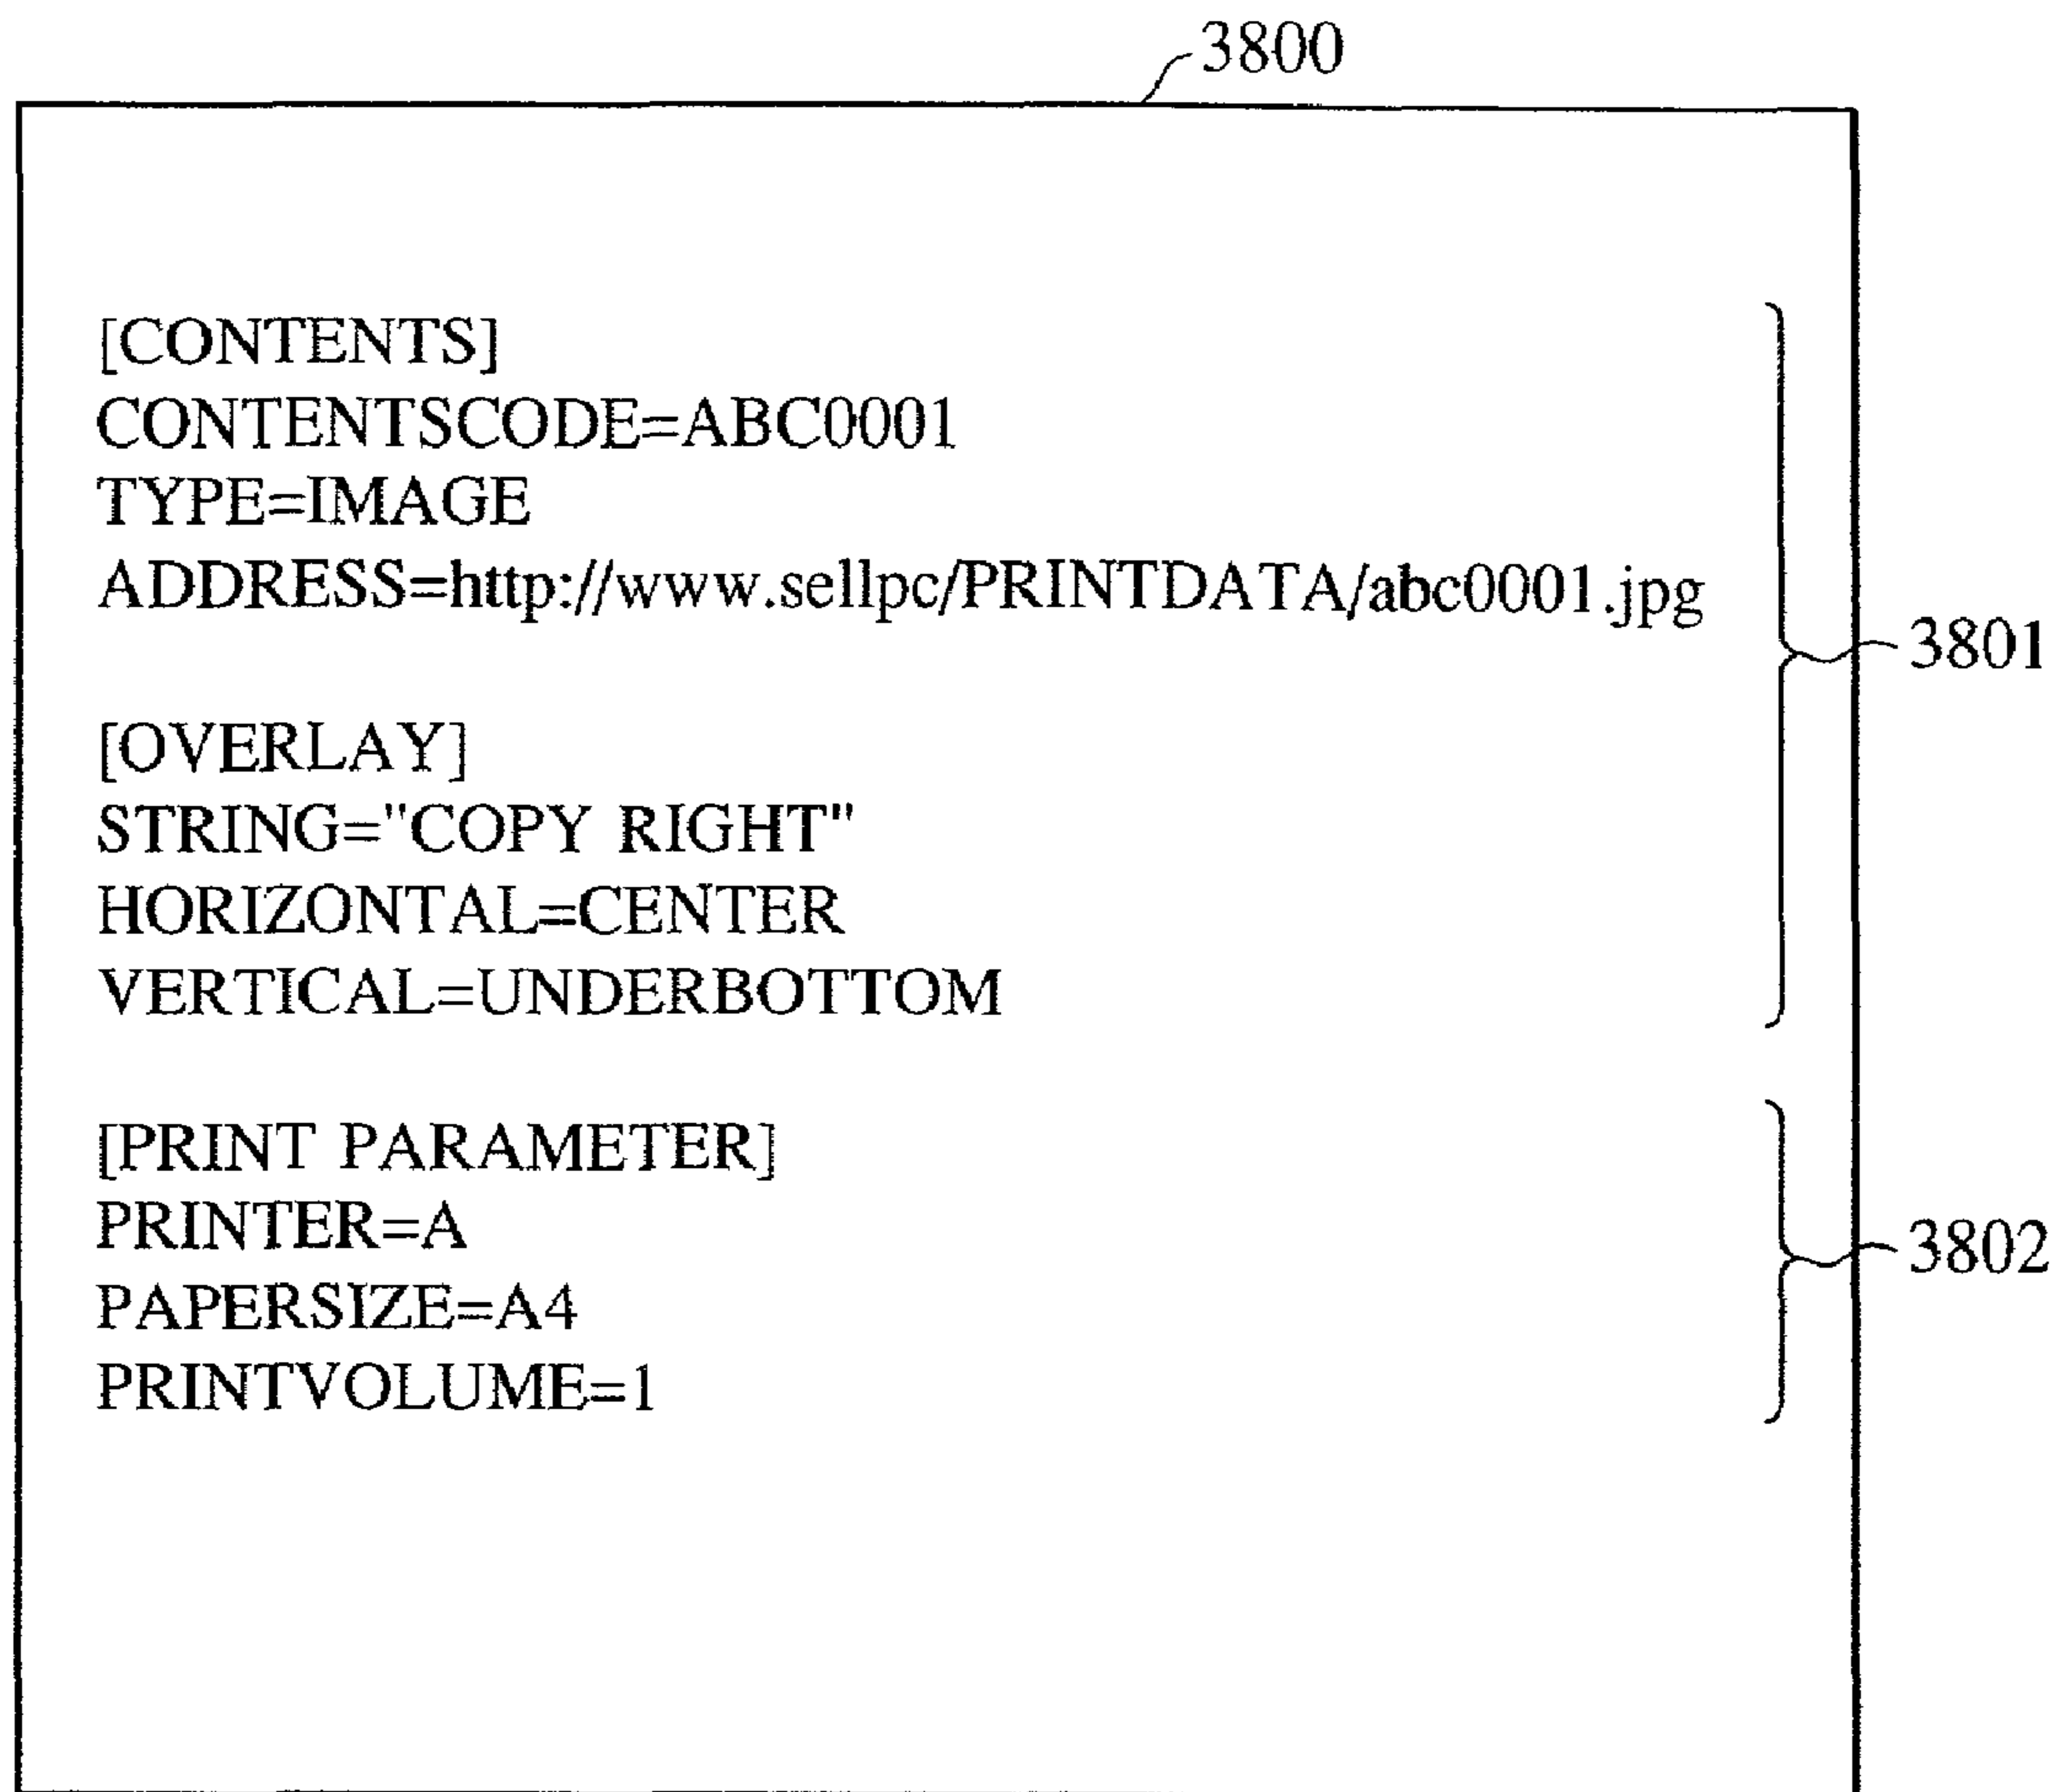 3800
[CONTENTS]
CONTENTSCODE=ABC0001
TYPE=IMAGE
ADDRESS=http://www.sellpc/PRINTDATA/abc0001.jpg
3801
[OVERLAY]
STRING="COPY RIGHT"
HORIZONTAL=CENTER
VERTICAL=UNDERBOTTOM
[PRINT PARAMETER]
PRINTER=A
3802
PAPERSIZE=A4
PRINTVOLUME=1